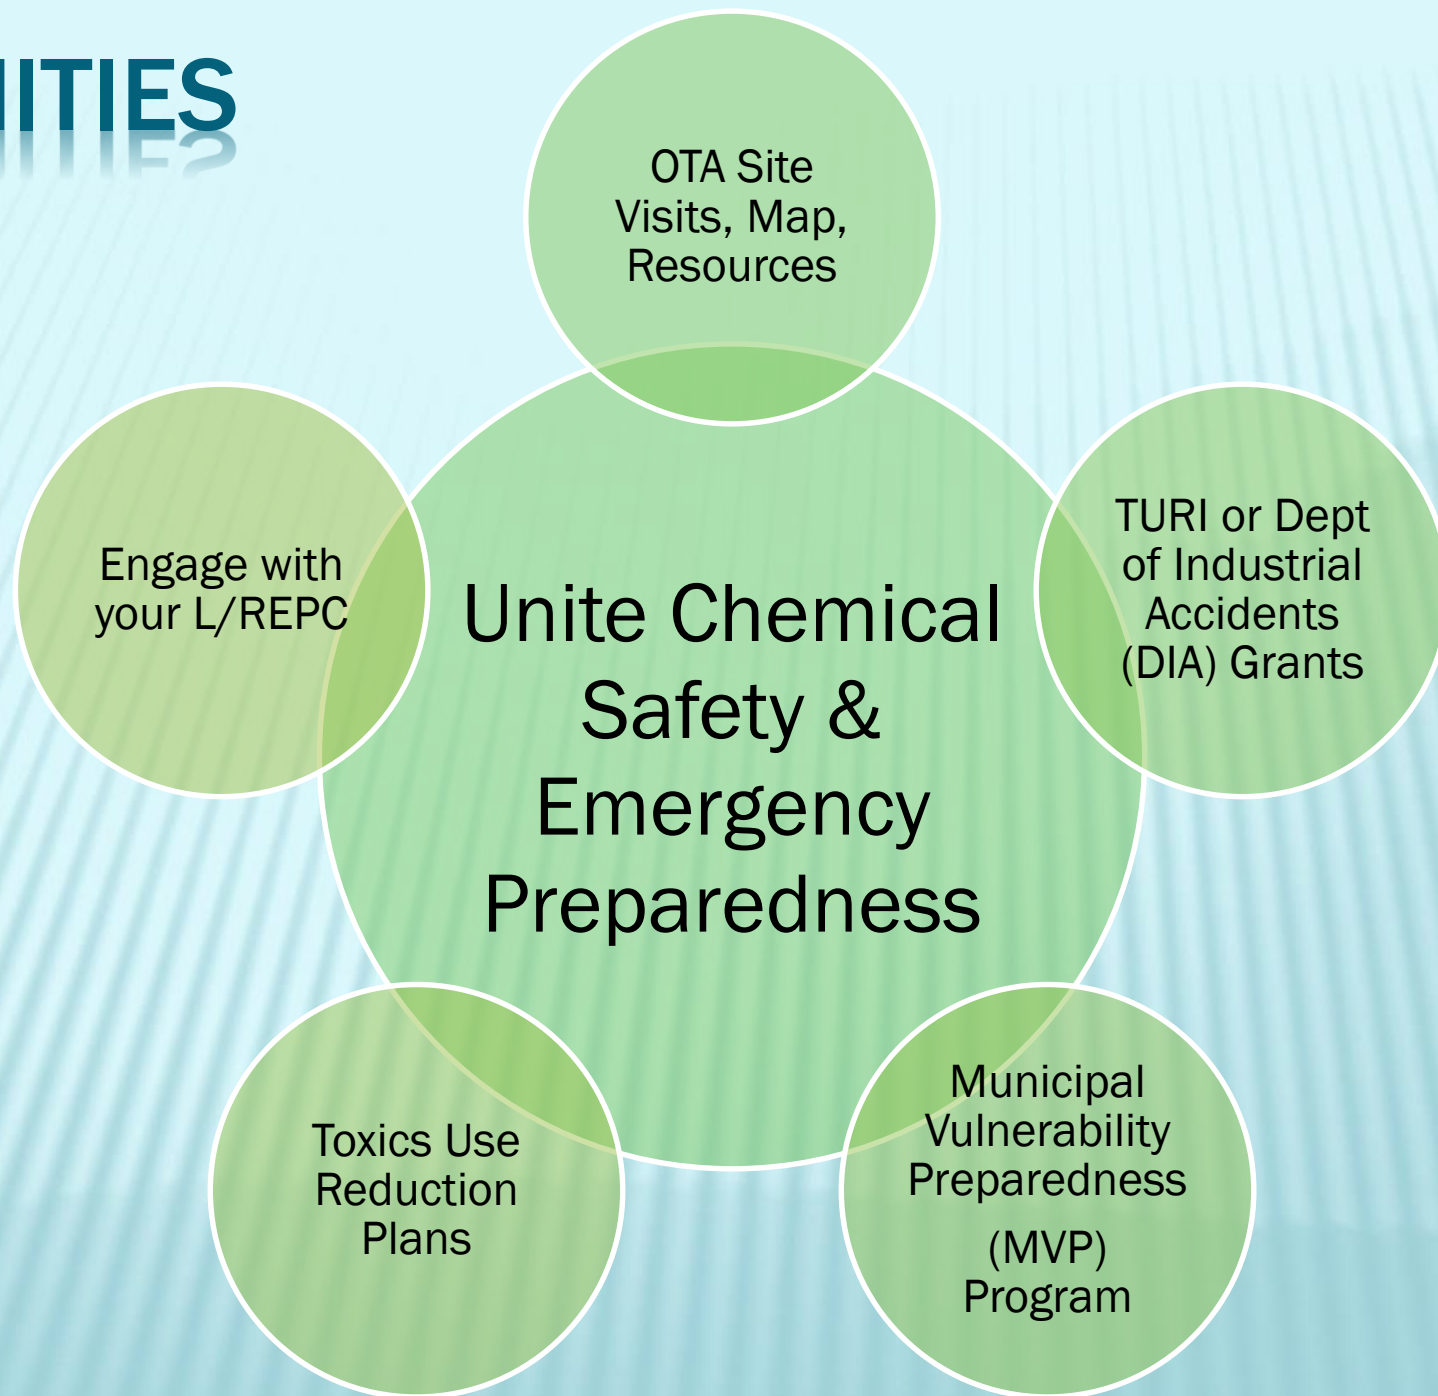 NITIES
OTA Site
Visits, Map,
Resources
TURI or Dept
of Industrial
Accidents
(DIA) Grants
Municipal
Vulnerability
Preparedness
(MVP)
Program
Toxics Use
Reduction
Plans
Engage with
your L/REPC
Unite Chemical
Safety &
Emergency
Preparedness